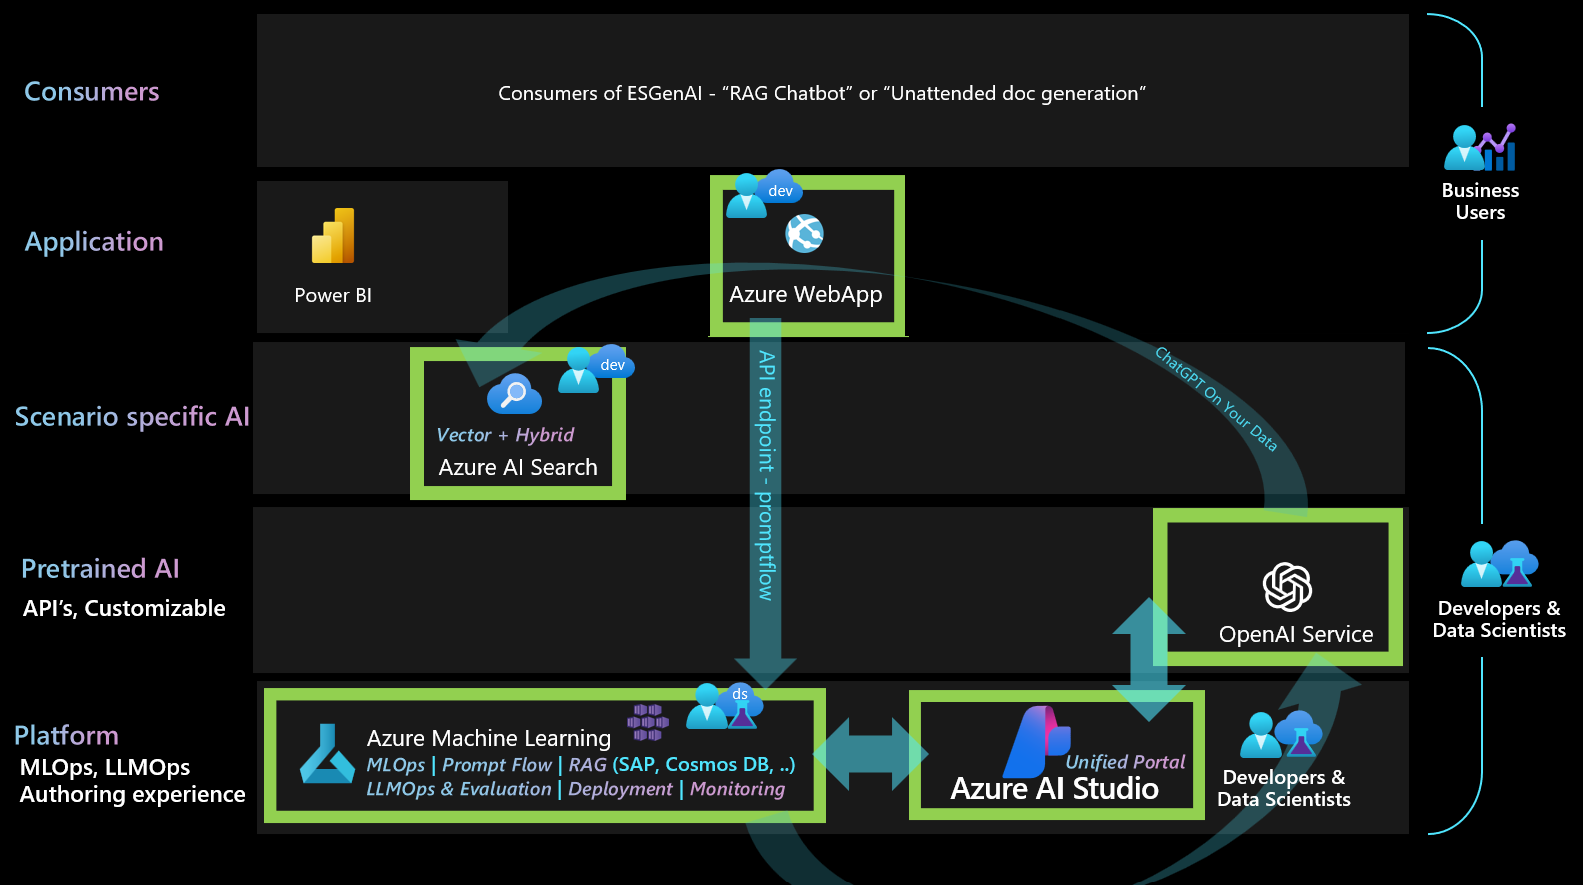 Consumers
Consumers of ESGenAI - “RAG Chatbot” or “Unattended doc generation”
Business
Users
Application
Power BI
dev
Azure WebApp
Scenario specific AI
dev
Vector + Hybrid
Azure AI Search
API endpoint - promptflow
ChatGPT On Your Data
Pretrained AI
API's, Customizable
OpenAI Service
Developers &
Data Scientists
Platform
MLOps, LLMOps
Authoring experience
ds
Azure Machine Learning
MLOps | Prompt Flow | RAG (SAP, Cosmos DB, ..)
LLMOps & Evaluation | Deployment | Monitoring
Unified Portal
Azure AI Studio
Developers &
Data Scientists